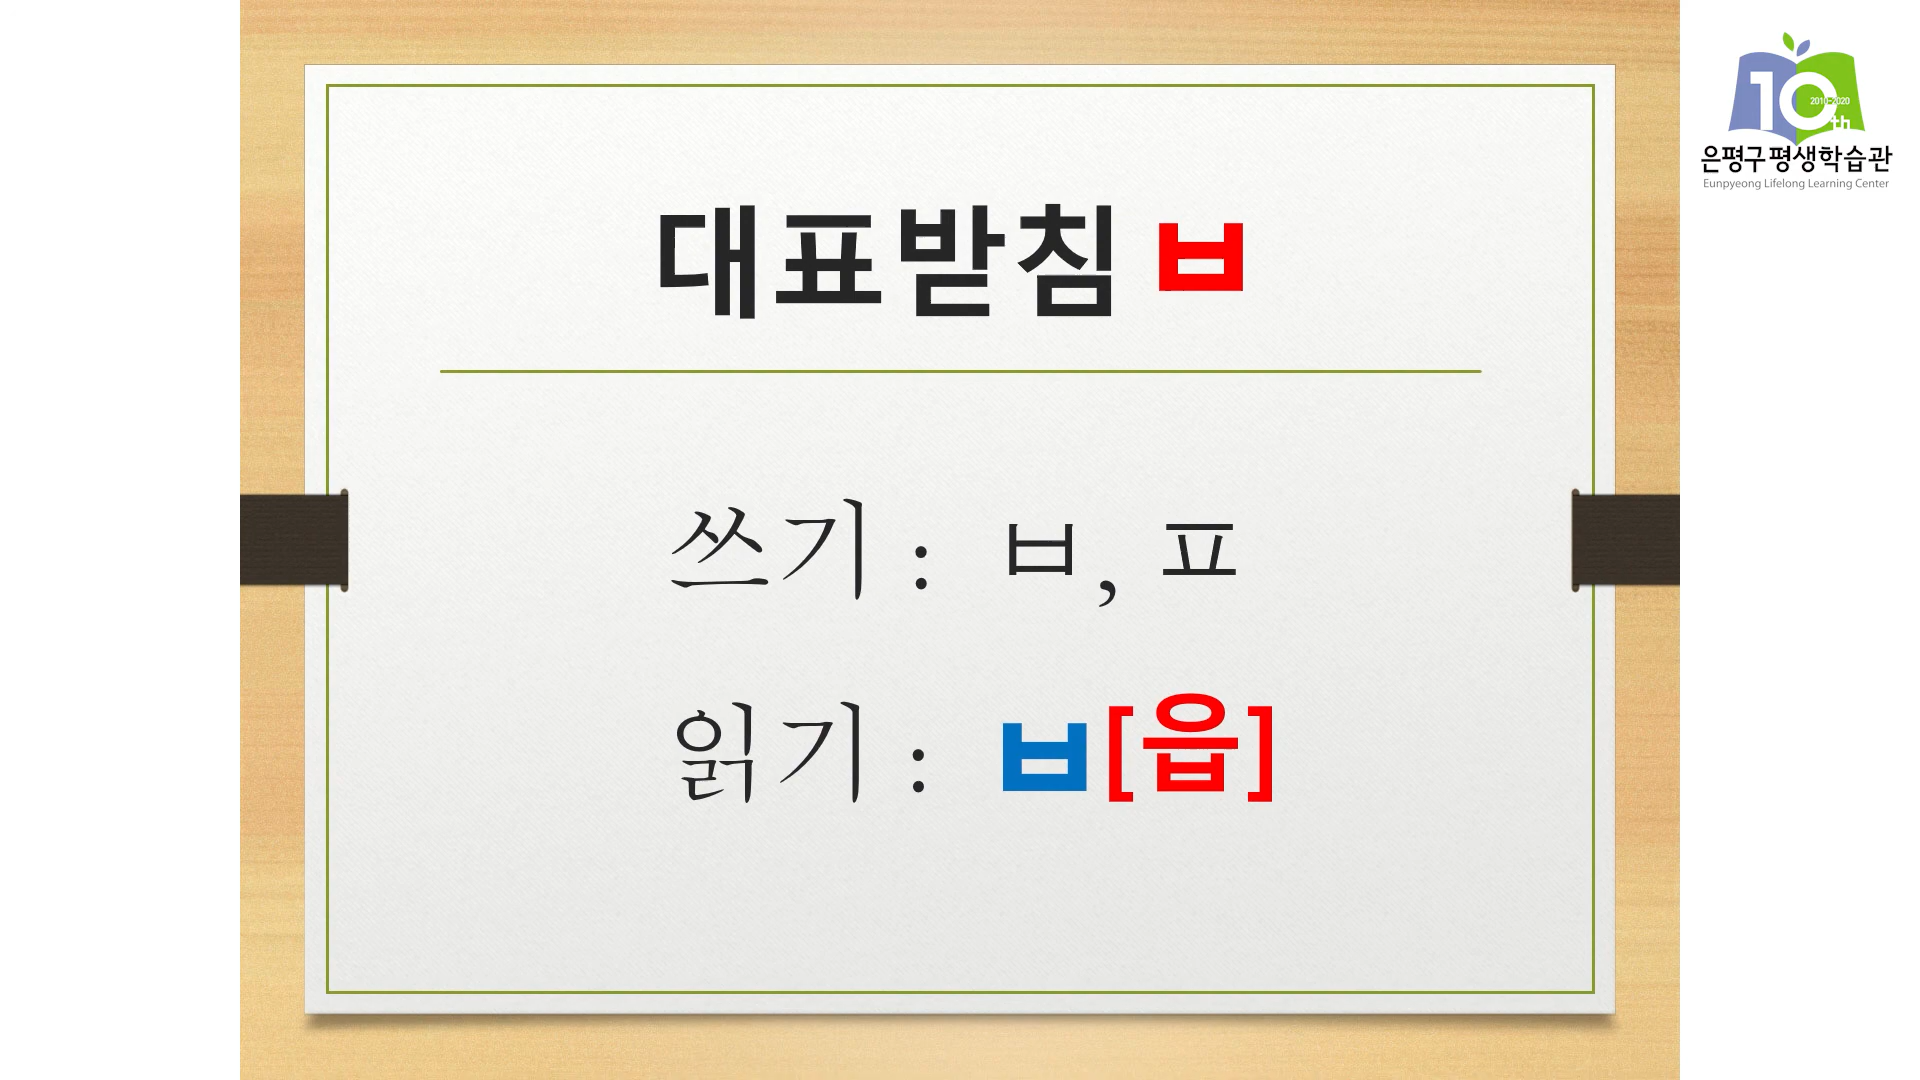 대표받침 ㅂ
쓰기 : ㅂ, ㅍ
읽기 : ㅂ[읍]
10th
2010-2020
은평구평생학습관
Eunpyeong Lifelong Learning Center